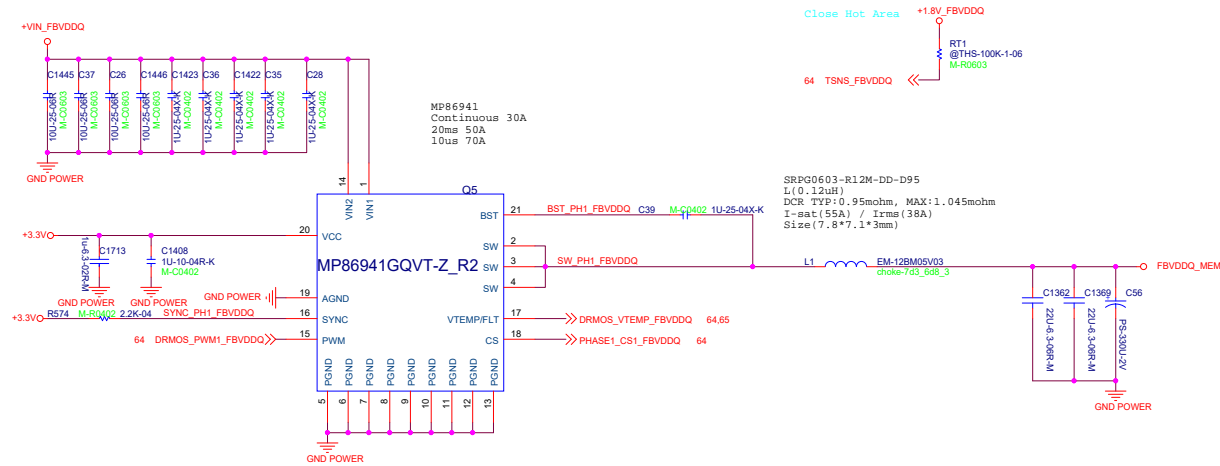 Close Hot Area
+1.8V_FBVDDQ
+VIN_FBVDDQ
RT1
@THS-100K-1-06
M-R0603
64 TSNS_FBVDDQ
C1445 C37 C26 C1446 C1423 C36 C1422 C35 C28
10U-25-06R
M-C0603
10U-25-06R
M-C0603
10U-25-06R
M-C0603
10U-25-06R
M-C0603
1U-25-04X-K
M-C0402
1U-25-04X-K
M-C0402
1U-25-04X-K
M-C0402
1U-25-04X-K
M-C0402
1U-25-04X-K
M-C0402
GND POWER
MP86941
Continuous 30A
20ms 50A
10us 70A
SRPG0603-R12M-DD-D95
L(0.12uH)
DCR TYP:0.95mohm, MAX:1.045mohm
I-sat(55A) / Irms(38A)
Size(7.8*7.1*3mm)
14 1
Q5
VIN2 VIN1
BST 21 BST_PH1_FBVDDQ C39 M-C0402 1U-25-04X-K
+3.3V 20 VCC
SW 2
SW 3 SW_PH1_FBVDDQ
SW 4
L1 EM-12BM05V03
choke-7d3_6d8_3
FBVDDQ_MEM
C1713
1u-6.3-02R-M
C1408
1U-10-04R-K
M-C0402
GND POWER GND POWER
MP86941GQVT-Z_R2
GND POWER 19 AGND
+3.3V R574 M-R0402 2.2K-04 SYNC_PH1_FBVDDQ 16 SYNC
64 DRMOS_PWM1_FBVDDQ 15 PWM
VTEMP/FLT 17 DRMOS_VTEMP_FBVDDQ 64,65
CS 18 PHASE1_CS1_FBVDDQ 64
C1362
22U-6.3-06R-M
C1369
22U-6.3-06R-M
C56
PS-330U-2V
GND POWER
PGND PGND PGND PGND PGND PGND PGND PGND
5 6 7 8 9 10 11 12 13
GND POWER